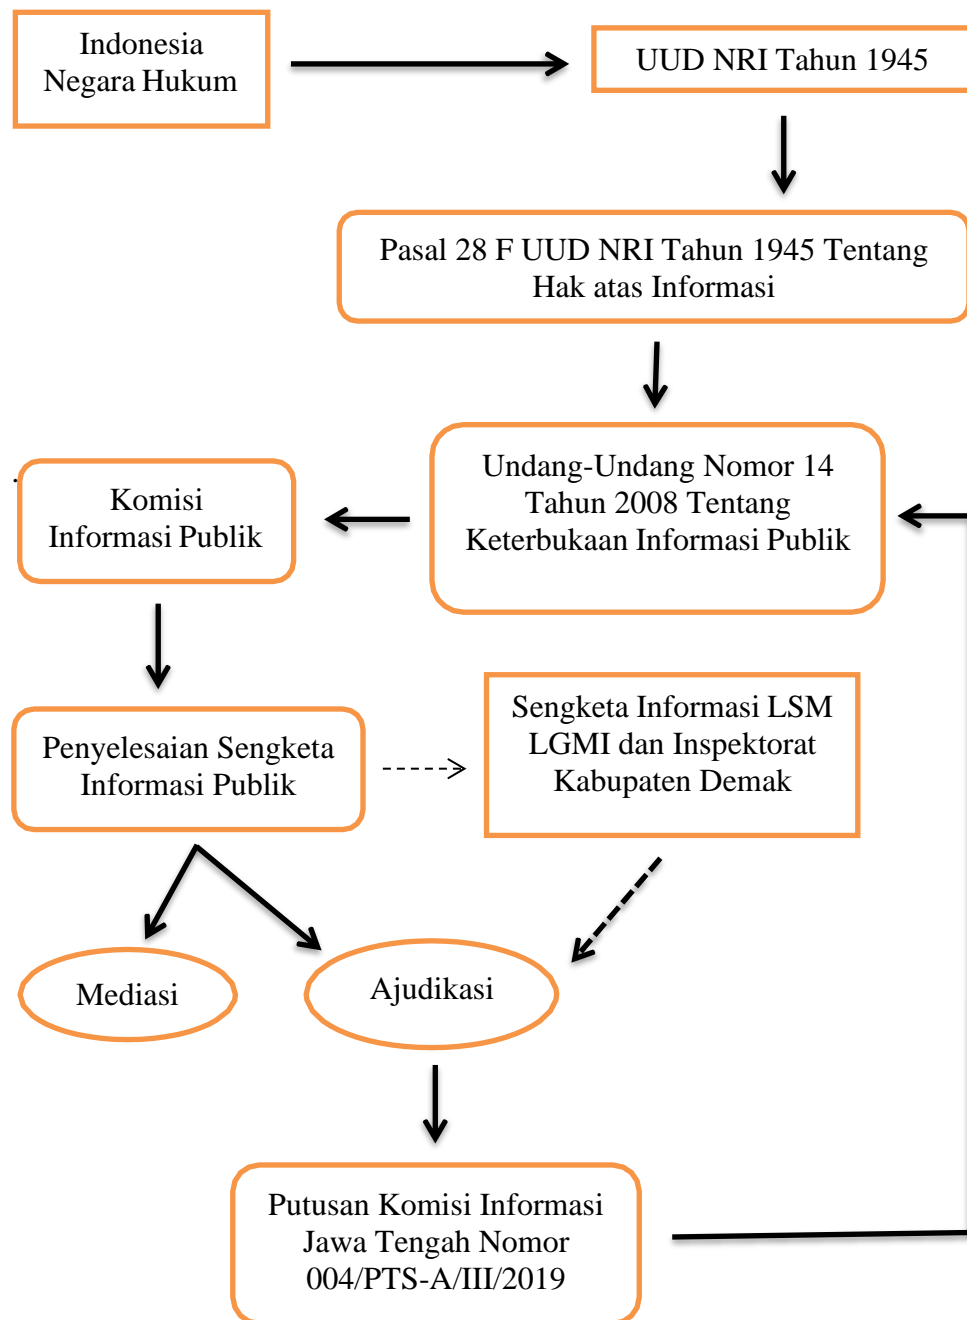 Indonesia
Negara Hukum
UUD NRI Tahun 1945
Pasal 28 F UUD NRI Tahun 1945 Tentang
Hak atas Informasi
Undang-Undang Nomor 14
Tahun 2008 Tentang
Keterbukaan Informasi Publik
.
Komisi
Informasi Publik
Penyelesaian Sengketa
Informasi Publik
Sengketa Informasi LSM
LGMI dan Inspektorat
Kabupaten Demak
Mediasi
Ajudikasi
Putusan Komisi Informasi
Jawa Tengah Nomor
004/PTS-A/III/2019